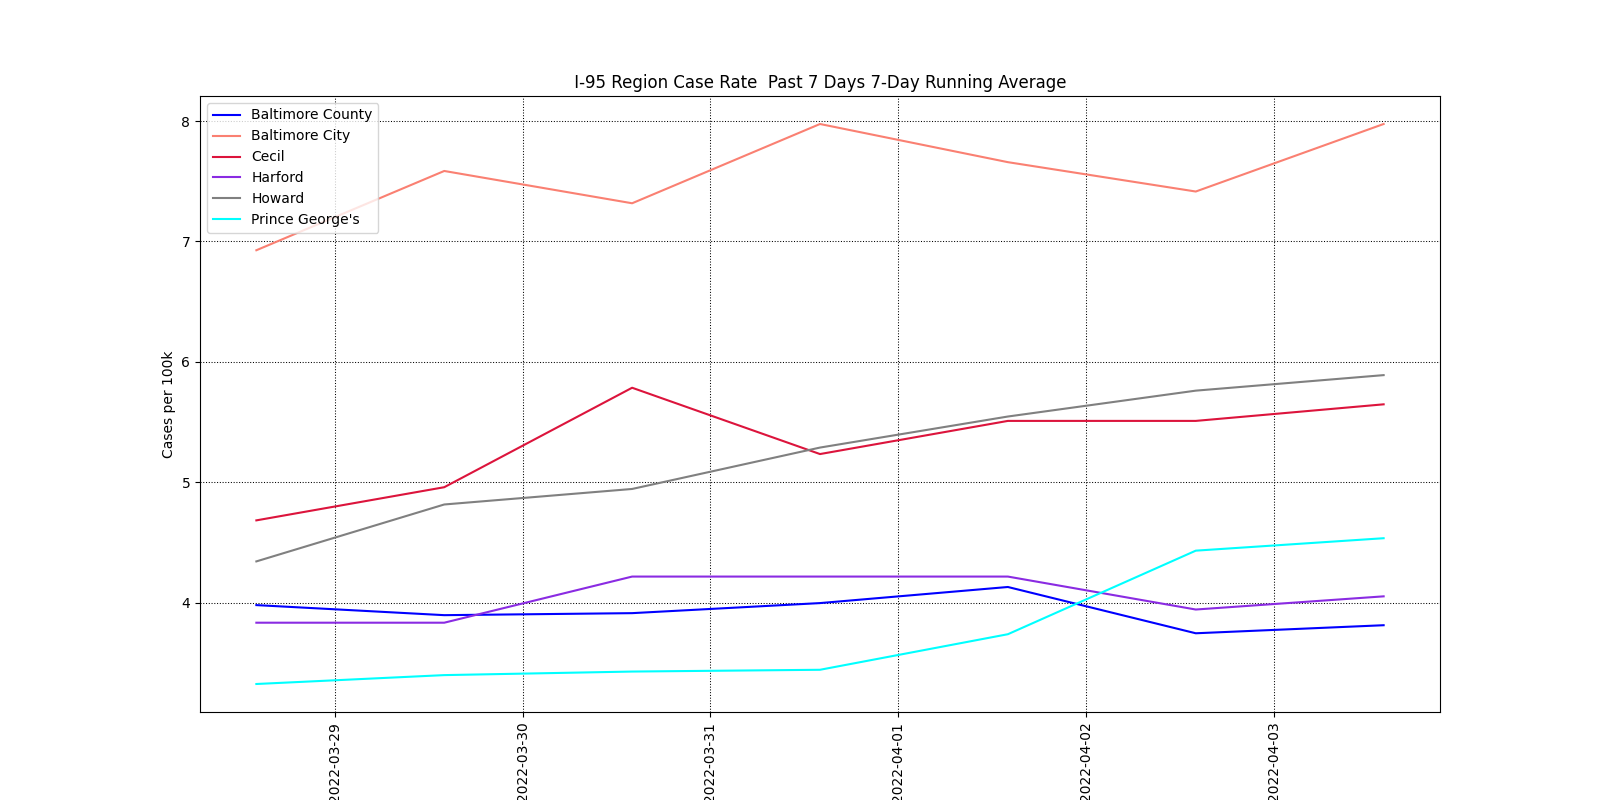 I-95 Region Case Rate  Past 7 Days 7-Day Running Average
Baltimore County
Baltimore City
Cecil
Harford
Howard
Prince George's
Cases per 100k
8
7
6
5
4
2022-03-29
2022-03-30
2022-03-31
2022-04-01
2022-04-02
2022-04-03